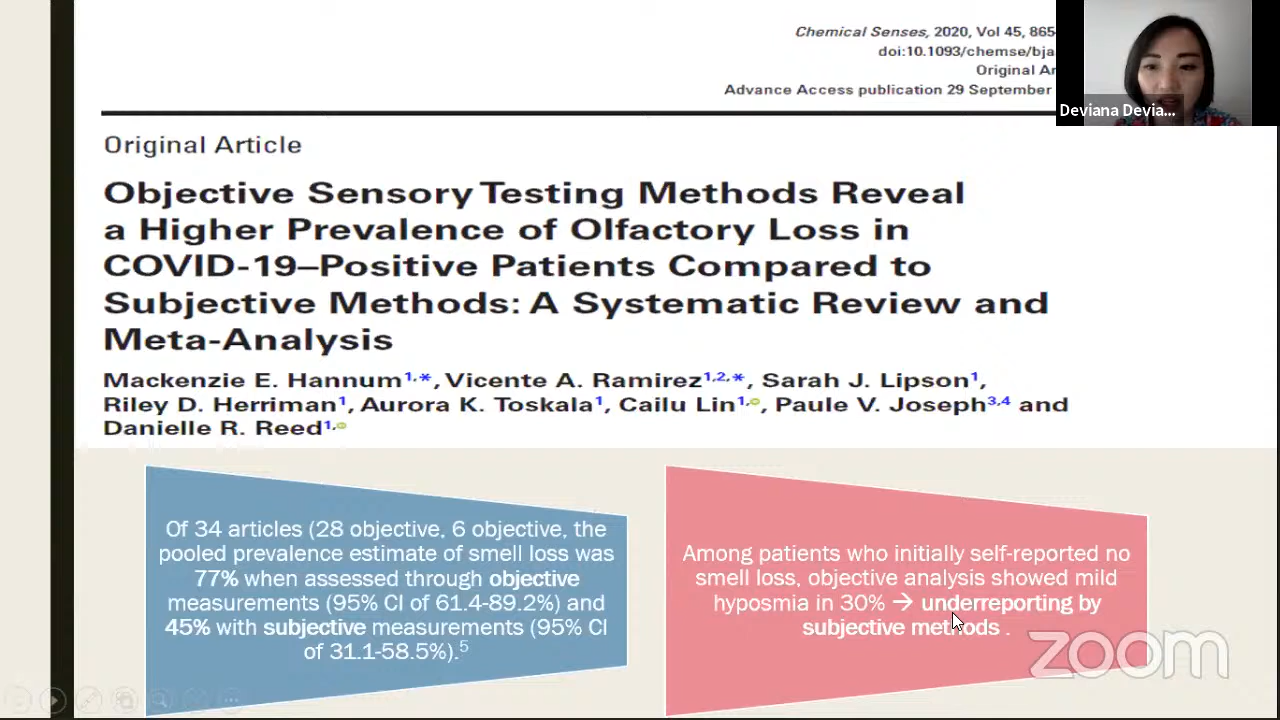 Chemical Senses, 2020, Vol 45, 865
doi:10.1093/chemse/bja
Original Ar
Advance Access publication 29 September
Deviana Devia...
Original Article
Objective Sensory Testing Methods Reveal
a Higher Prevalence of Olfactory Loss in
COVID-19–Positive Patients Compared to
Subjective Methods: A Systematic Review and
Meta-Analysis
Mackenzie E. Hannum1,*, Vicente A. Ramirez1,2,*, Sarah J. Lipson1,
Riley D. Herriman1, Aurora K. Toskala1, Cailu Lin1, Paule V. Joseph3,4 and
Danielle R. Reed1,
Of 34 articles (28 objective, 6 objective, the
pooled prevalence estimate of smell loss was
77% when assessed through objective
measurements (95% CI of 61.4-89.2%) and
45% with subjective measurements (95% CI
of 31.1-58.5%).5
Among patients who initially self-reported no
smell loss, objective analysis showed mild
hyposmia in 30% → underreporting by
subjective methods .
zoom